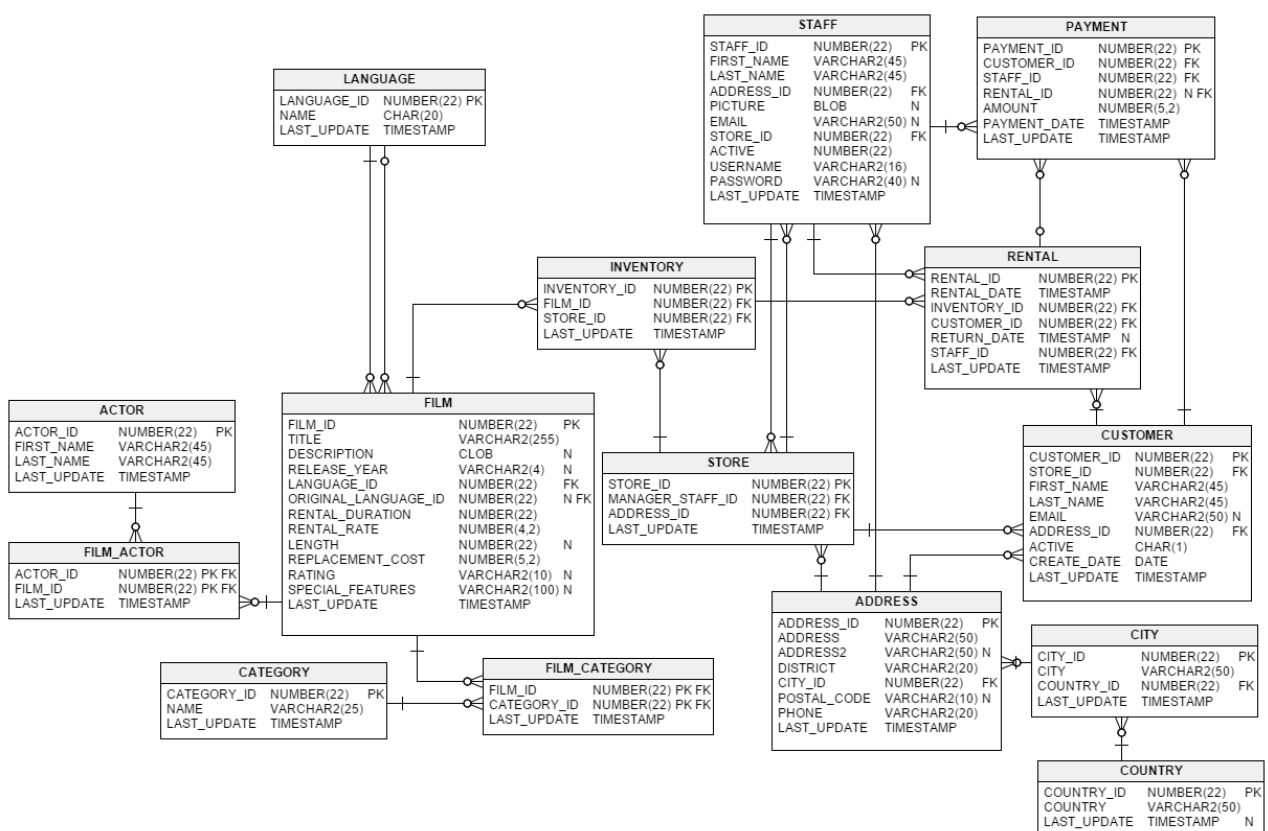 STAFF
STAFF_ID NUMBER(22) PK
FIRST_NAME VARCHAR2(45)
LAST_NAME VARCHAR2(45)
ADDRESS_ID NUMBER(22) FK
PICTURE BLOB N
EMAIL VARCHAR2(50) N
STORE_ID NUMBER(22) FK
ACTIVE NUMBER(22)
USERNAME VARCHAR2(16)
PASSWORD VARCHAR2(40) N
LAST_UPDATE TIMESTAMP
PAYMENT
PAYMENT_ID NUMBER(22) PK
CUSTOMER_ID NUMBER(22) FK
STAFF_ID NUMBER(22) FK
RENTAL_ID NUMBER(22) N FK
AMOUNT NUMBER(5,2)
PAYMENT_DATE TIMESTAMP
LAST_UPDATE TIMESTAMP
LANGUAGE
LANGUAGE_ID NUMBER(22) PK
NAME CHAR(20)
LAST_UPDATE TIMESTAMP
INVENTORY
INVENTORY_ID NUMBER(22) PK
FILM_ID NUMBER(22) FK
STORE_ID NUMBER(22) FK
LAST_UPDATE TIMESTAMP
RENTAL
RENTAL_ID NUMBER(22) PK
RENTAL_DATE TIMESTAMP
INVENTORY_ID NUMBER(22) FK
CUSTOMER_ID NUMBER(22) FK
RETURN_DATE TIMESTAMP N
STAFF_ID NUMBER(22) FK
LAST_UPDATE TIMESTAMP
ACTOR
ACTOR_ID NUMBER(22) PK
FIRST_NAME VARCHAR2(45)
LAST_NAME VARCHAR2(45)
LAST_UPDATE TIMESTAMP
FILM
FILM_ID NUMBER(22) PK
TITLE VARCHAR2(255)
DESCRIPTION CLOB N
RELEASE_YEAR VARCHAR2(4) N
LANGUAGE_ID NUMBER(22) FK
ORIGINAL_LANGUAGE_ID NUMBER(22) N FK
RENTAL_DURATION NUMBER(22)
RENTAL_RATE NUMBER(4,2)
LENGTH NUMBER(22) N
REPLACEMENT_COST NUMBER(5,2)
RATING VARCHAR2(10) N
SPECIAL_FEATURES VARCHAR2(100) N
LAST_UPDATE TIMESTAMP
STORE
STORE_ID NUMBER(22) PK
MANAGER_STAFF_ID NUMBER(22) FK
ADDRESS_ID NUMBER(22) FK
LAST_UPDATE TIMESTAMP
CUSTOMER
CUSTOMER_ID NUMBER(22) PK
STORE_ID NUMBER(22) FK
FIRST_NAME VARCHAR2(45)
LAST_NAME VARCHAR2(45)
EMAIL VARCHAR2(50) N
ADDRESS_ID NUMBER(22) FK
ACTIVE CHAR(1)
CREATE_DATE DATE
LAST_UPDATE TIMESTAMP
FILM_ACTOR
ACTOR_ID NUMBER(22) PK FK
FILM_ID NUMBER(22) PK FK
LAST_UPDATE TIMESTAMP
ADDRESS
ADDRESS_ID NUMBER(22) PK
ADDRESS VARCHAR2(50)
ADDRESS2 VARCHAR2(50) N
DISTRICT VARCHAR2(20)
CITY_ID NUMBER(22) FK
POSTAL_CODE VARCHAR2(10) N
PHONE VARCHAR2(20)
LAST_UPDATE TIMESTAMP
CITY
CITY_ID NUMBER(22) PK
CITY VARCHAR2(50)
COUNTRY_ID NUMBER(22) FK
LAST_UPDATE TIMESTAMP
CATEGORY
CATEGORY_ID NUMBER(22) PK
NAME VARCHAR2(25)
LAST_UPDATE TIMESTAMP
FILM_CATEGORY
FILM_ID NUMBER(22) PK FK
CATEGORY_ID NUMBER(22) PK FK
LAST_UPDATE TIMESTAMP
COUNTRY
COUNTRY_ID NUMBER(22) PK
COUNTRY VARCHAR2(50)
LAST_UPDATE TIMESTAMP N